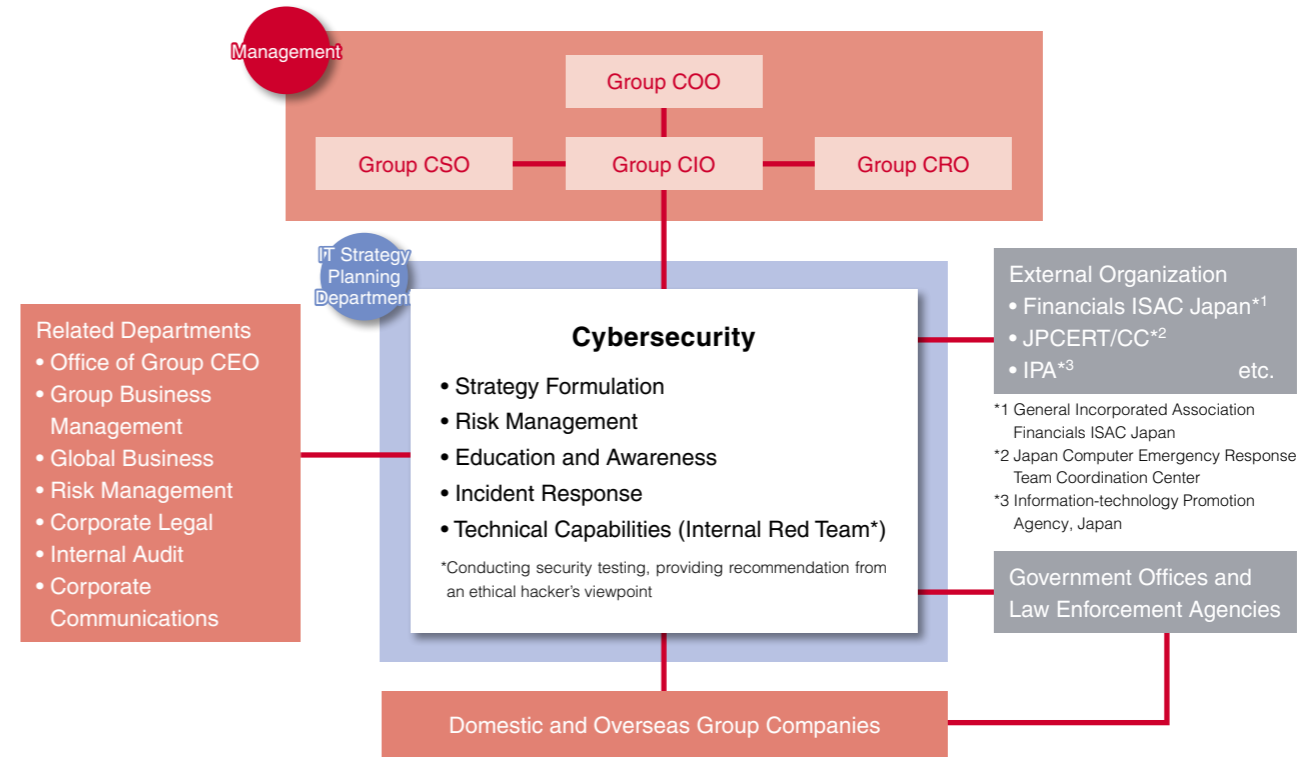 Management
Group COO
Group CSO
Group CIO
Group CRO
IT Strategy
Planning
Department
Related Departments
• Office of Group CEO
• Group Business
Management
• Global Business
• Risk Management
• Corporate Legal
• Internal Audit
• Corporate
Communications
Cybersecurity
• Strategy Formulation
• Risk Management
• Education and Awareness
• Incident Response
• Technical Capabilities (Internal Red Team*)
*Conducting security testing, providing recommendation from
an ethical hacker's viewpoint
External Organization
• Financials ISAC Japan*1
• JPCERT/CC*2
• IPA*3 etc.
*1 General Incorporated Association
Financials ISAC Japan
*2 Japan Computer Emergency Response
Team Coordination Center
*3 Information-technology Promotion
Agency, Japan
Government Offices and
Law Enforcement Agencies
Domestic and Overseas Group Companies